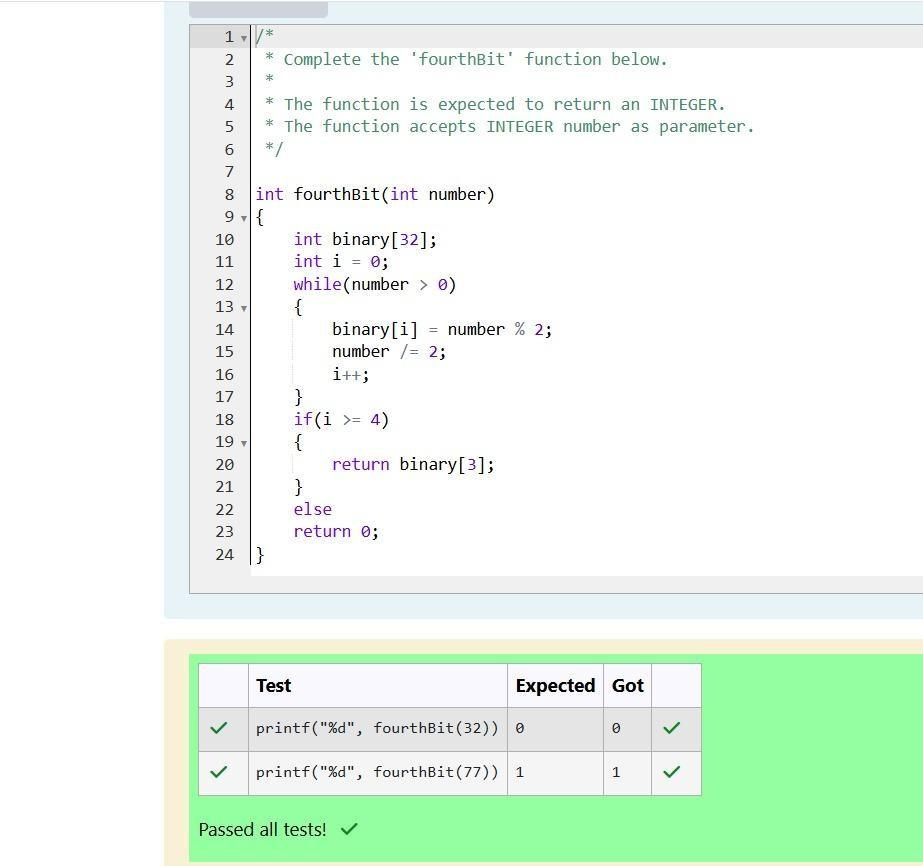 1 /*
2  * Complete the 'fourthBit' function below.
3  *
4  * The function is expected to return an INTEGER.
5  * The function accepts INTEGER number as parameter.
6  */
7
8 int fourthBit(int number)
9 {
10     int binary[32];
11     int i = 0;
12     while(number > 0)
13     {
14         binary[i] = number % 2;
15         number /= 2;
16         i++;
17     }
18     if(i >= 4)
19     {
20         return binary[3];
21     }
22     else
23     return 0;
24 }
Test Expected Got
printf("%d", fourthBit(32)) 0 0
printf("%d", fourthBit(77)) 1 1
Passed all tests!